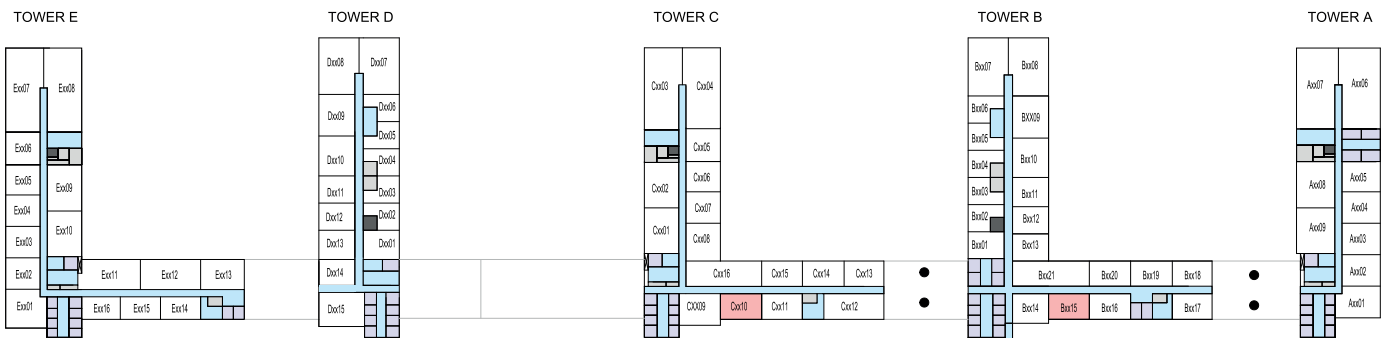 TOWER E
TOWER D
TOWER C
TOWER B
TOWER A
Exx07
Exx08
Exx06
Exx05
Exx09
Exx04
Exx03
Exx10
Exx02
Exx11
Exx12
Exx13
Exx01
Exx16
Exx15
Exx14
Dxx08
Dxx07
Dxx09
Dxx06
Dxx05
Dxx10
Dxx04
Dxx11
Dxx03
Dxx12
Dxx02
Dxx13
Dxx01
Dxx14
Dxx15
Cxx03
Cxx04
Cxx05
Cxx06
Cxx02
Cxx07
Cxx01
Cxx08
Cxx16
Cxx15
Cxx14
Cxx13
CXX09
Cxx10
Cxx11
Cxx12
Bxx07
Bxx08
Bxx06
BXX09
Bxx05
Bxx04
Bxx10
Bxx03
Bxx11
Bxx02
Bxx12
Bxx01
Bxx13
Bxx21
Bxx20
Bxx19
Bxx18
Bxx14
Bxx15
Bxx16
Bxx17
Axx07
Axx06
Axx05
Axx08
Axx04
Axx09
Axx03
Axx02
Axx01